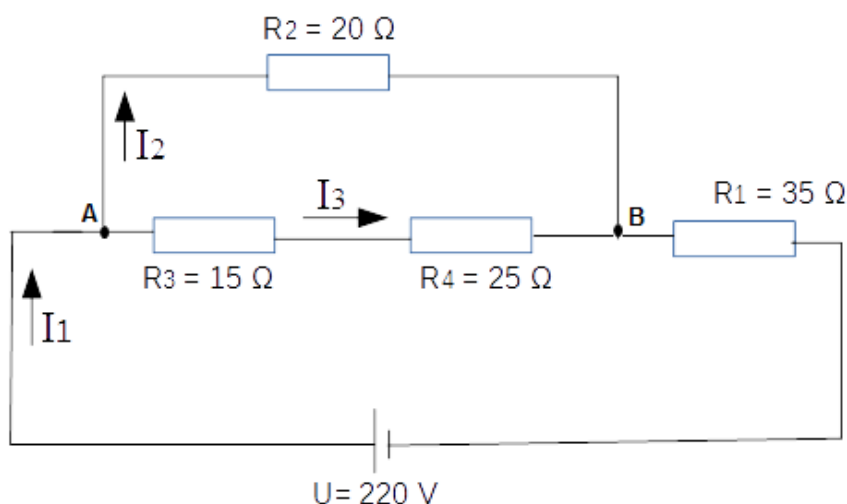 R2 = 20 Ω
I2
I3
R1 = 35 Ω
A
B
R3 = 15 Ω
R4 = 25 Ω
I1
U= 220 V